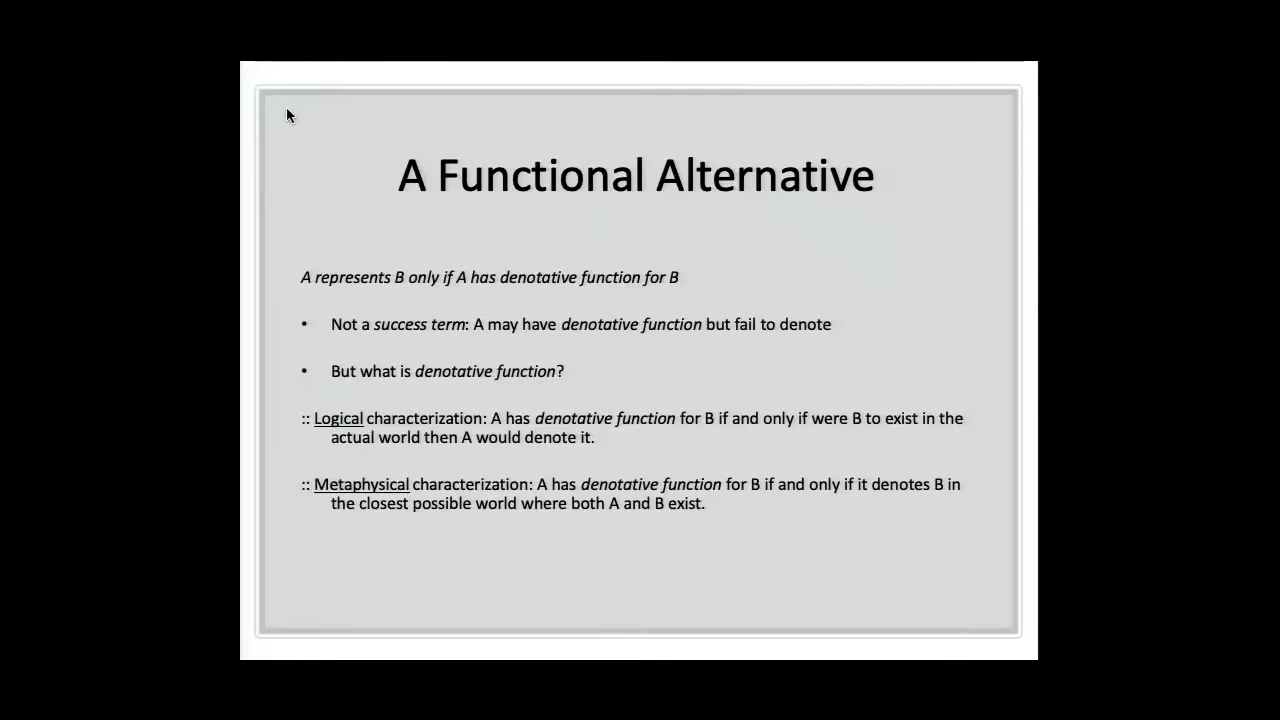 A Functional Alternative
A represents B only if A has denotative function for B
• Not a success term: A may have denotative function but fail to denote
• But what is denotative function?
:: Logical characterization: A has denotative function for B if and only if were B to exist in the
actual world then A would denote it.
:: Metaphysical characterization: A has denotative function for B if and only if it denotes B in
the closest possible world where both A and B exist.